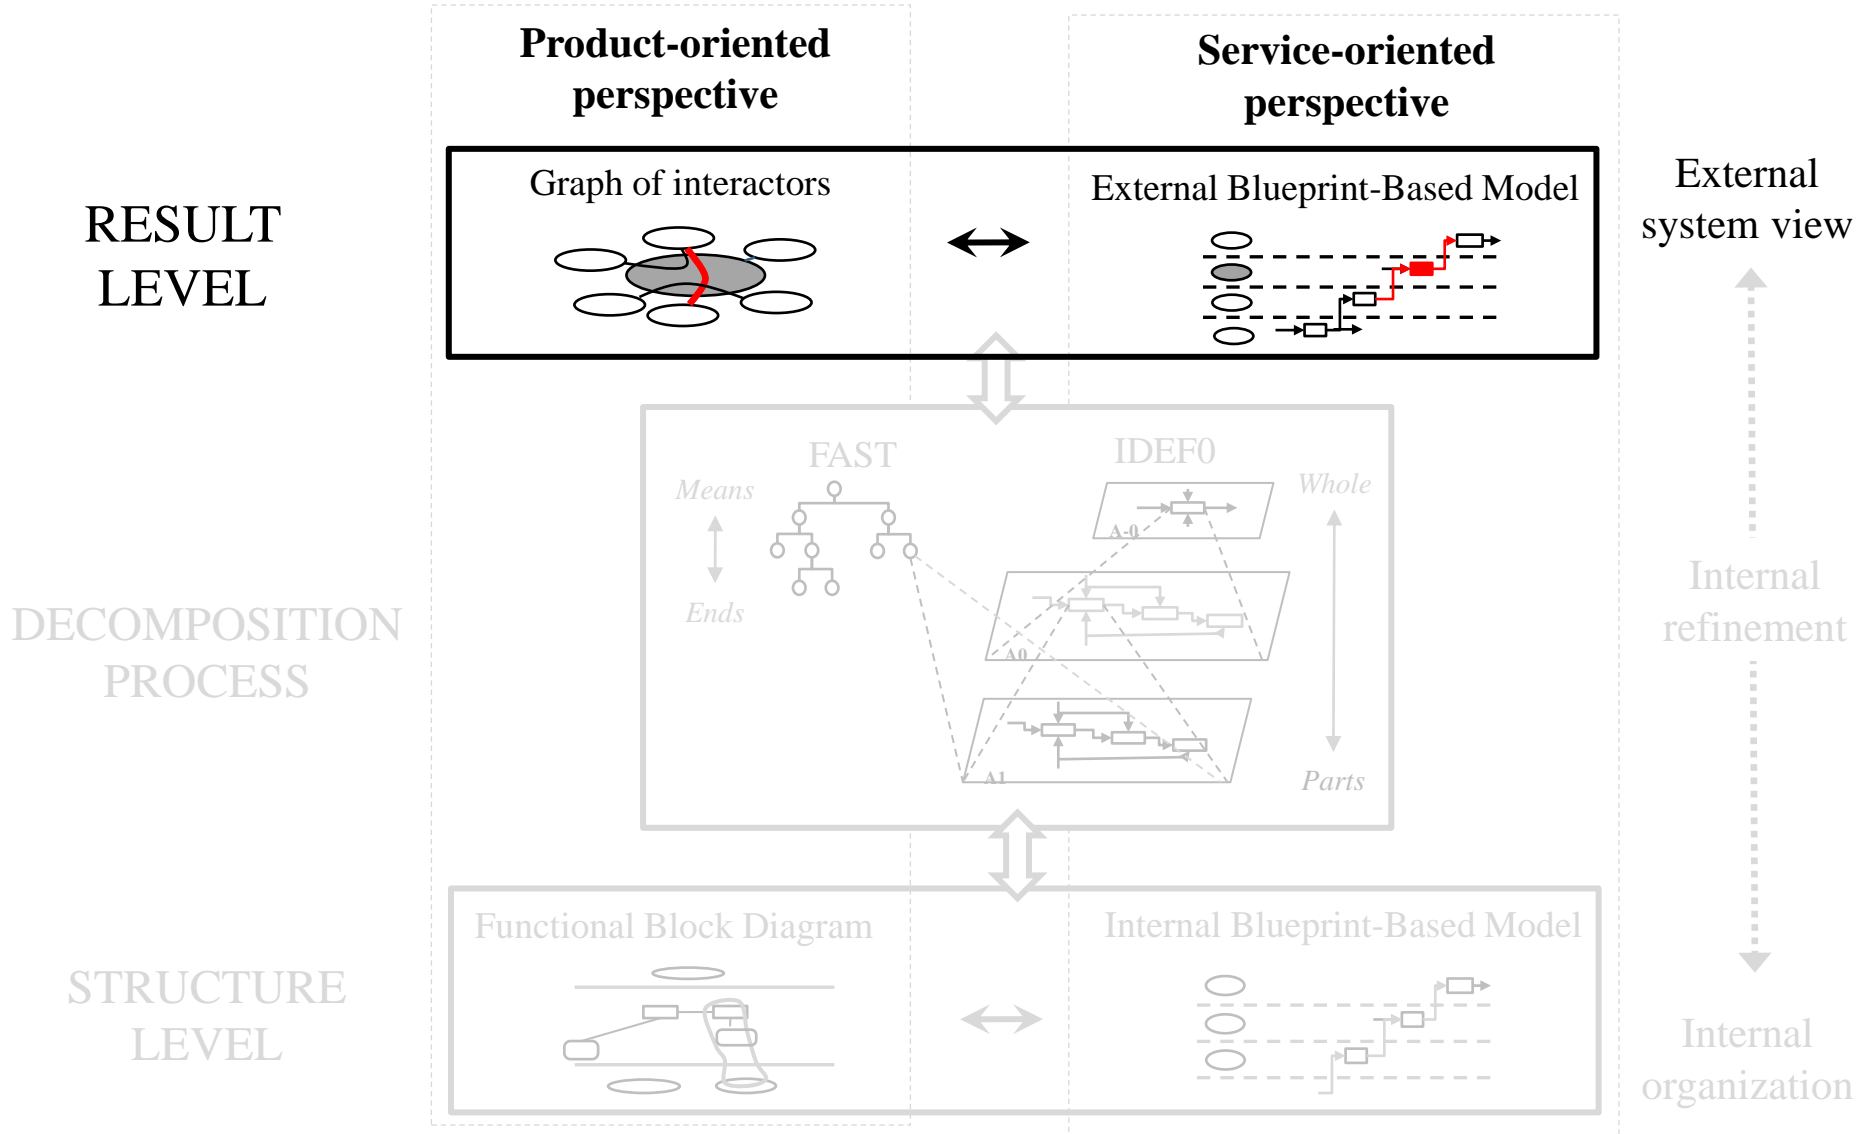 Product-oriented
perspective
Service-oriented
perspective
RESULT
LEVEL
Graph of interactors
External Blueprint-Based Model
External
system view
DECOMPOSITION
PROCESS
FAST
Means
Ends
IDEF0
A-0
A0
A1
Whole
Parts
Internal
refinement
STRUCTURE
LEVEL
Functional Block Diagram
Internal Blueprint-Based Model
Internal
organization